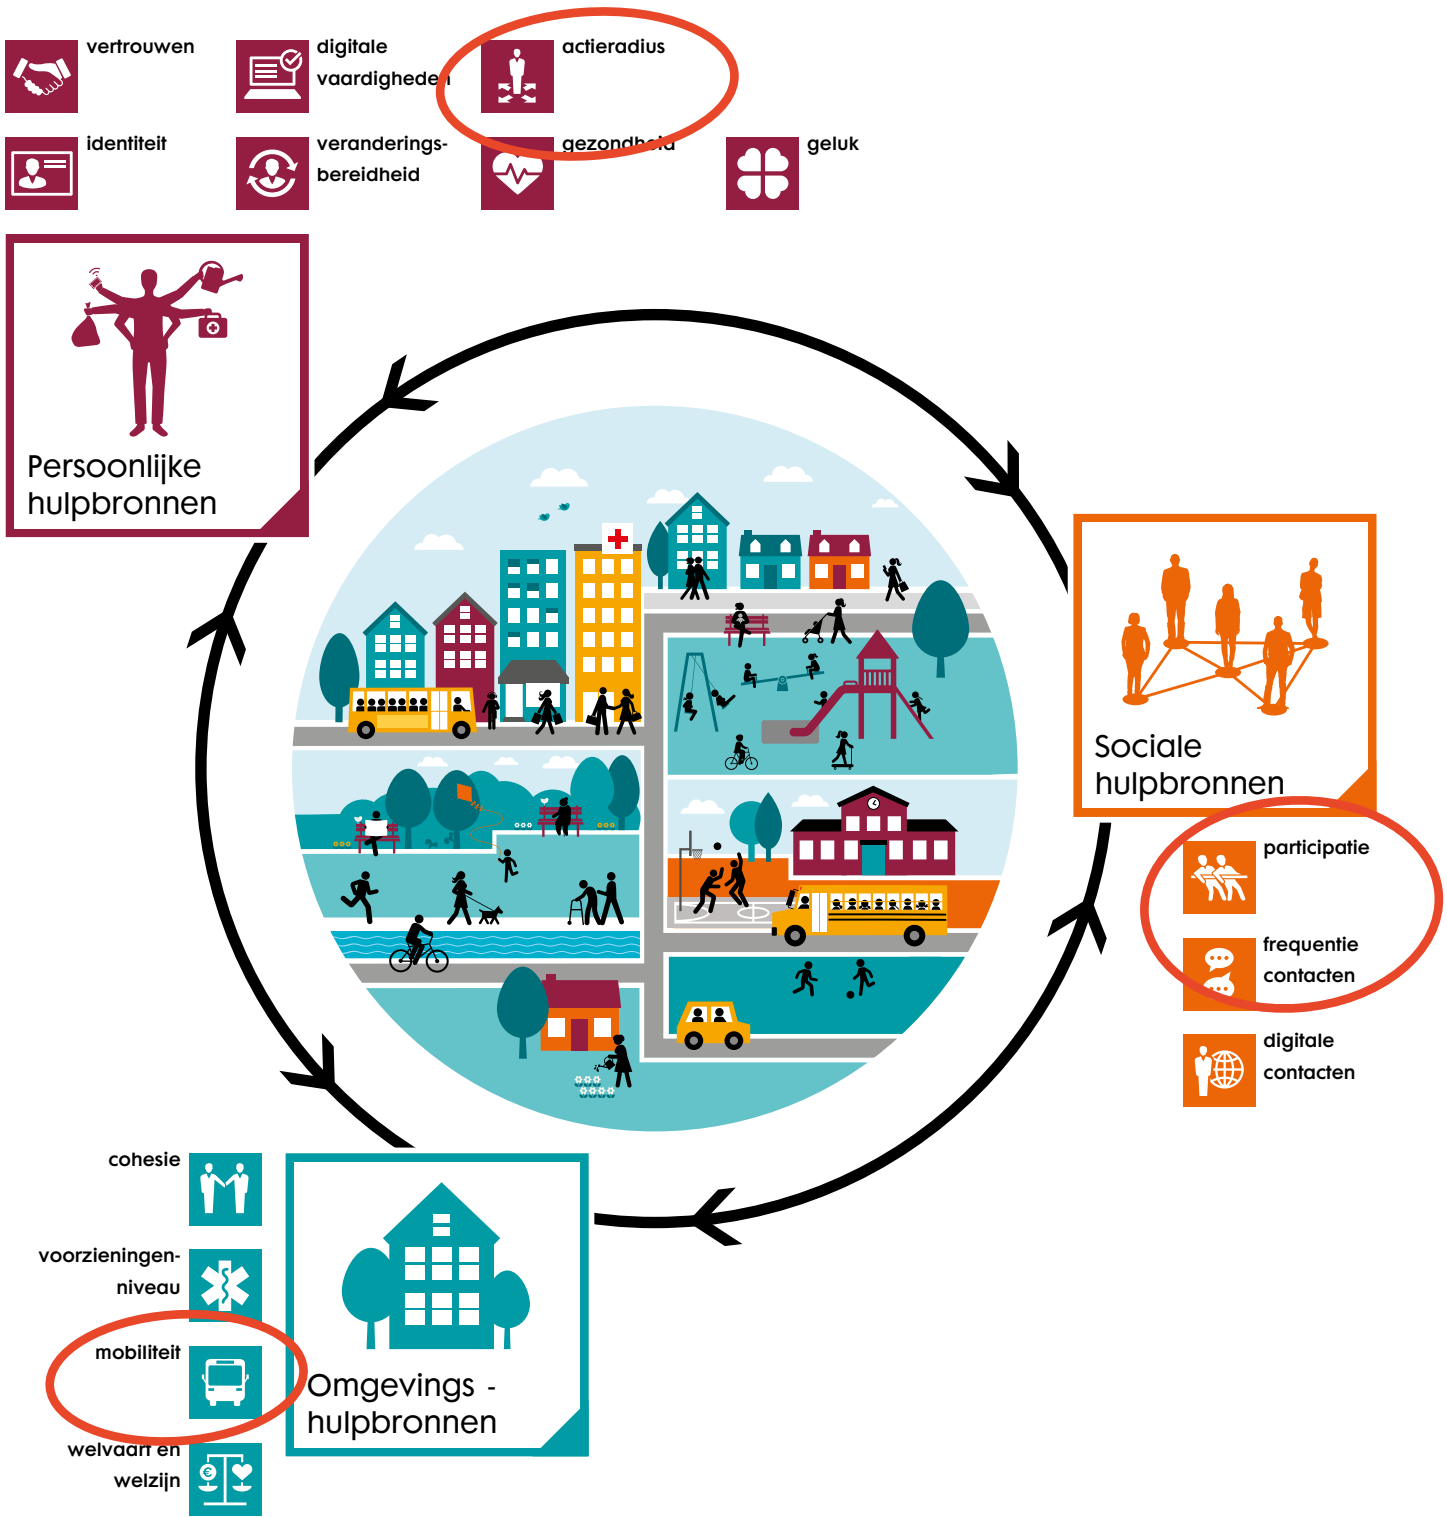 vertrouwen
digitale
vaardigheden
actieradius
identiteit
veranderings-
bereidheid
gezondheid
geluk
Persoonlijke
hulpbronnen
Sociale
hulpbronnen
participatie
frequentie
contacten
digitale
contacten
cohesie
voorzieningen-
niveau
mobiliteit
welvaart en
welzijn
€
Omgevings -
hulpbronnen